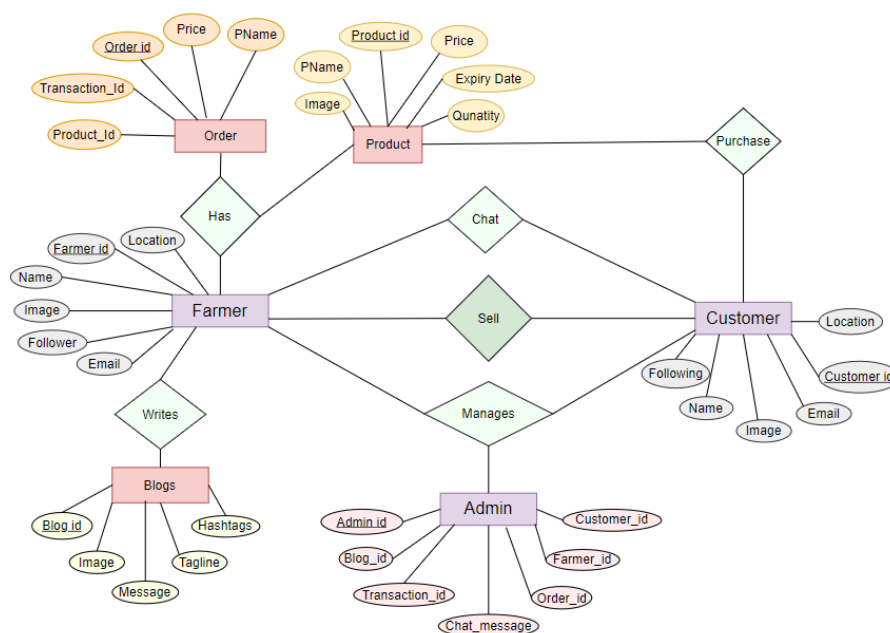 Order id
Price
PName
Transaction_Id
Product_Id
Order
Product id
Price
PName
Expiry Date
Image
Qunatity
Product
Purchase
Has
Chat
Farmer id
Location
Name
Image
Follower
Email
Farmer
Sell
Customer
Location
Following
Customer id
Name
Email
Image
Writes
Manages
Blogs
Blog id
Hashtags
Image
Tagline
Message
Admin
Admin id
Customer_id
Blog_id
Farmer_id
Transaction_id
Order_id
Chat_message